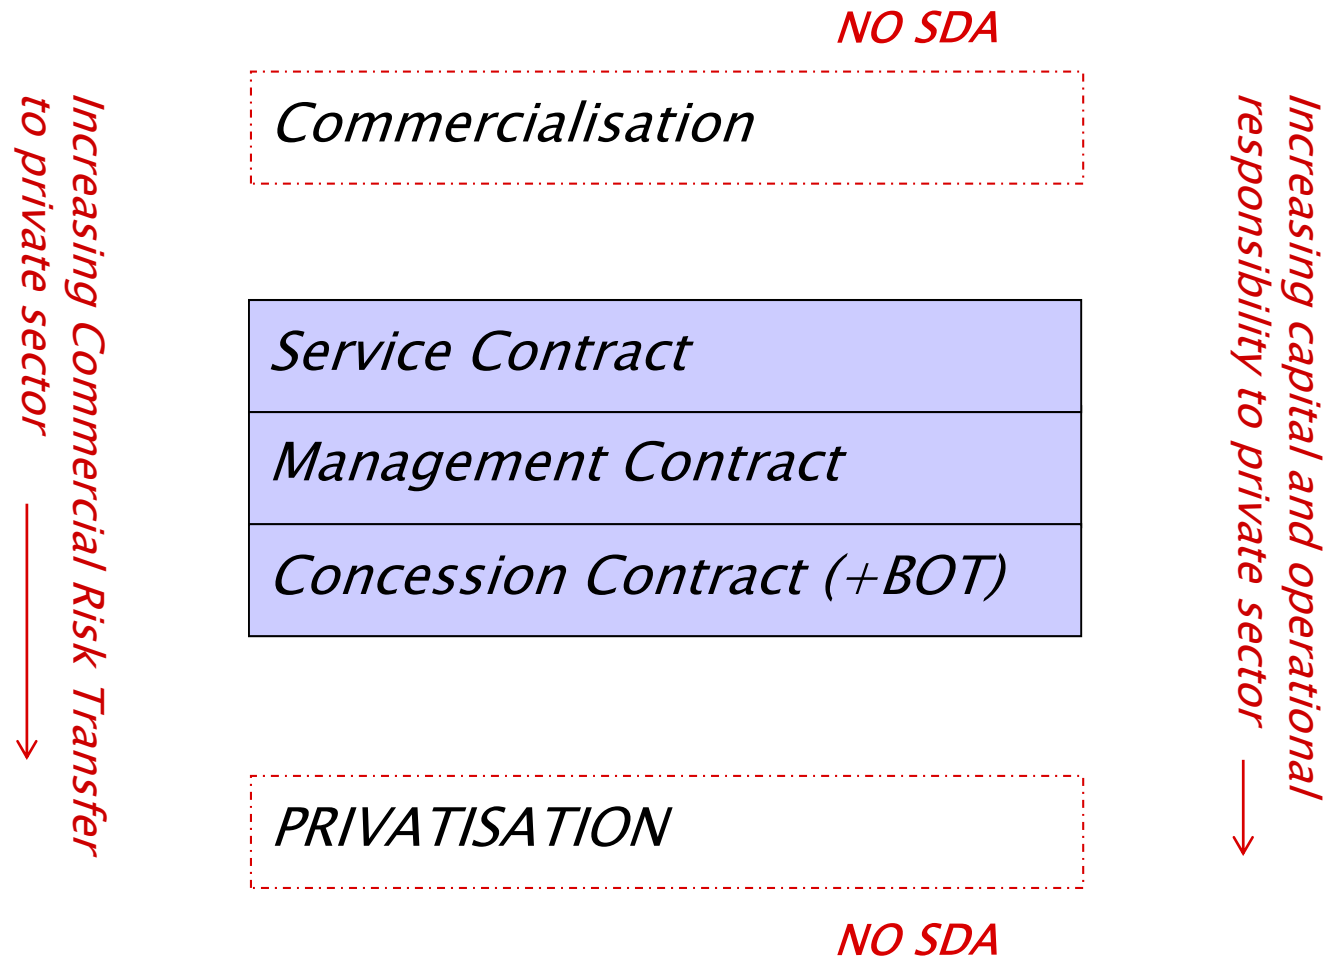 NO SDA
Commercialisation
Service Contract
Management Contract
Concession Contract (+BOT)
PRIVATISATION
NO SDA
Increasing Commercial Risk Transfer
to private sector
Increasing capital and operational
responsibility to private sector